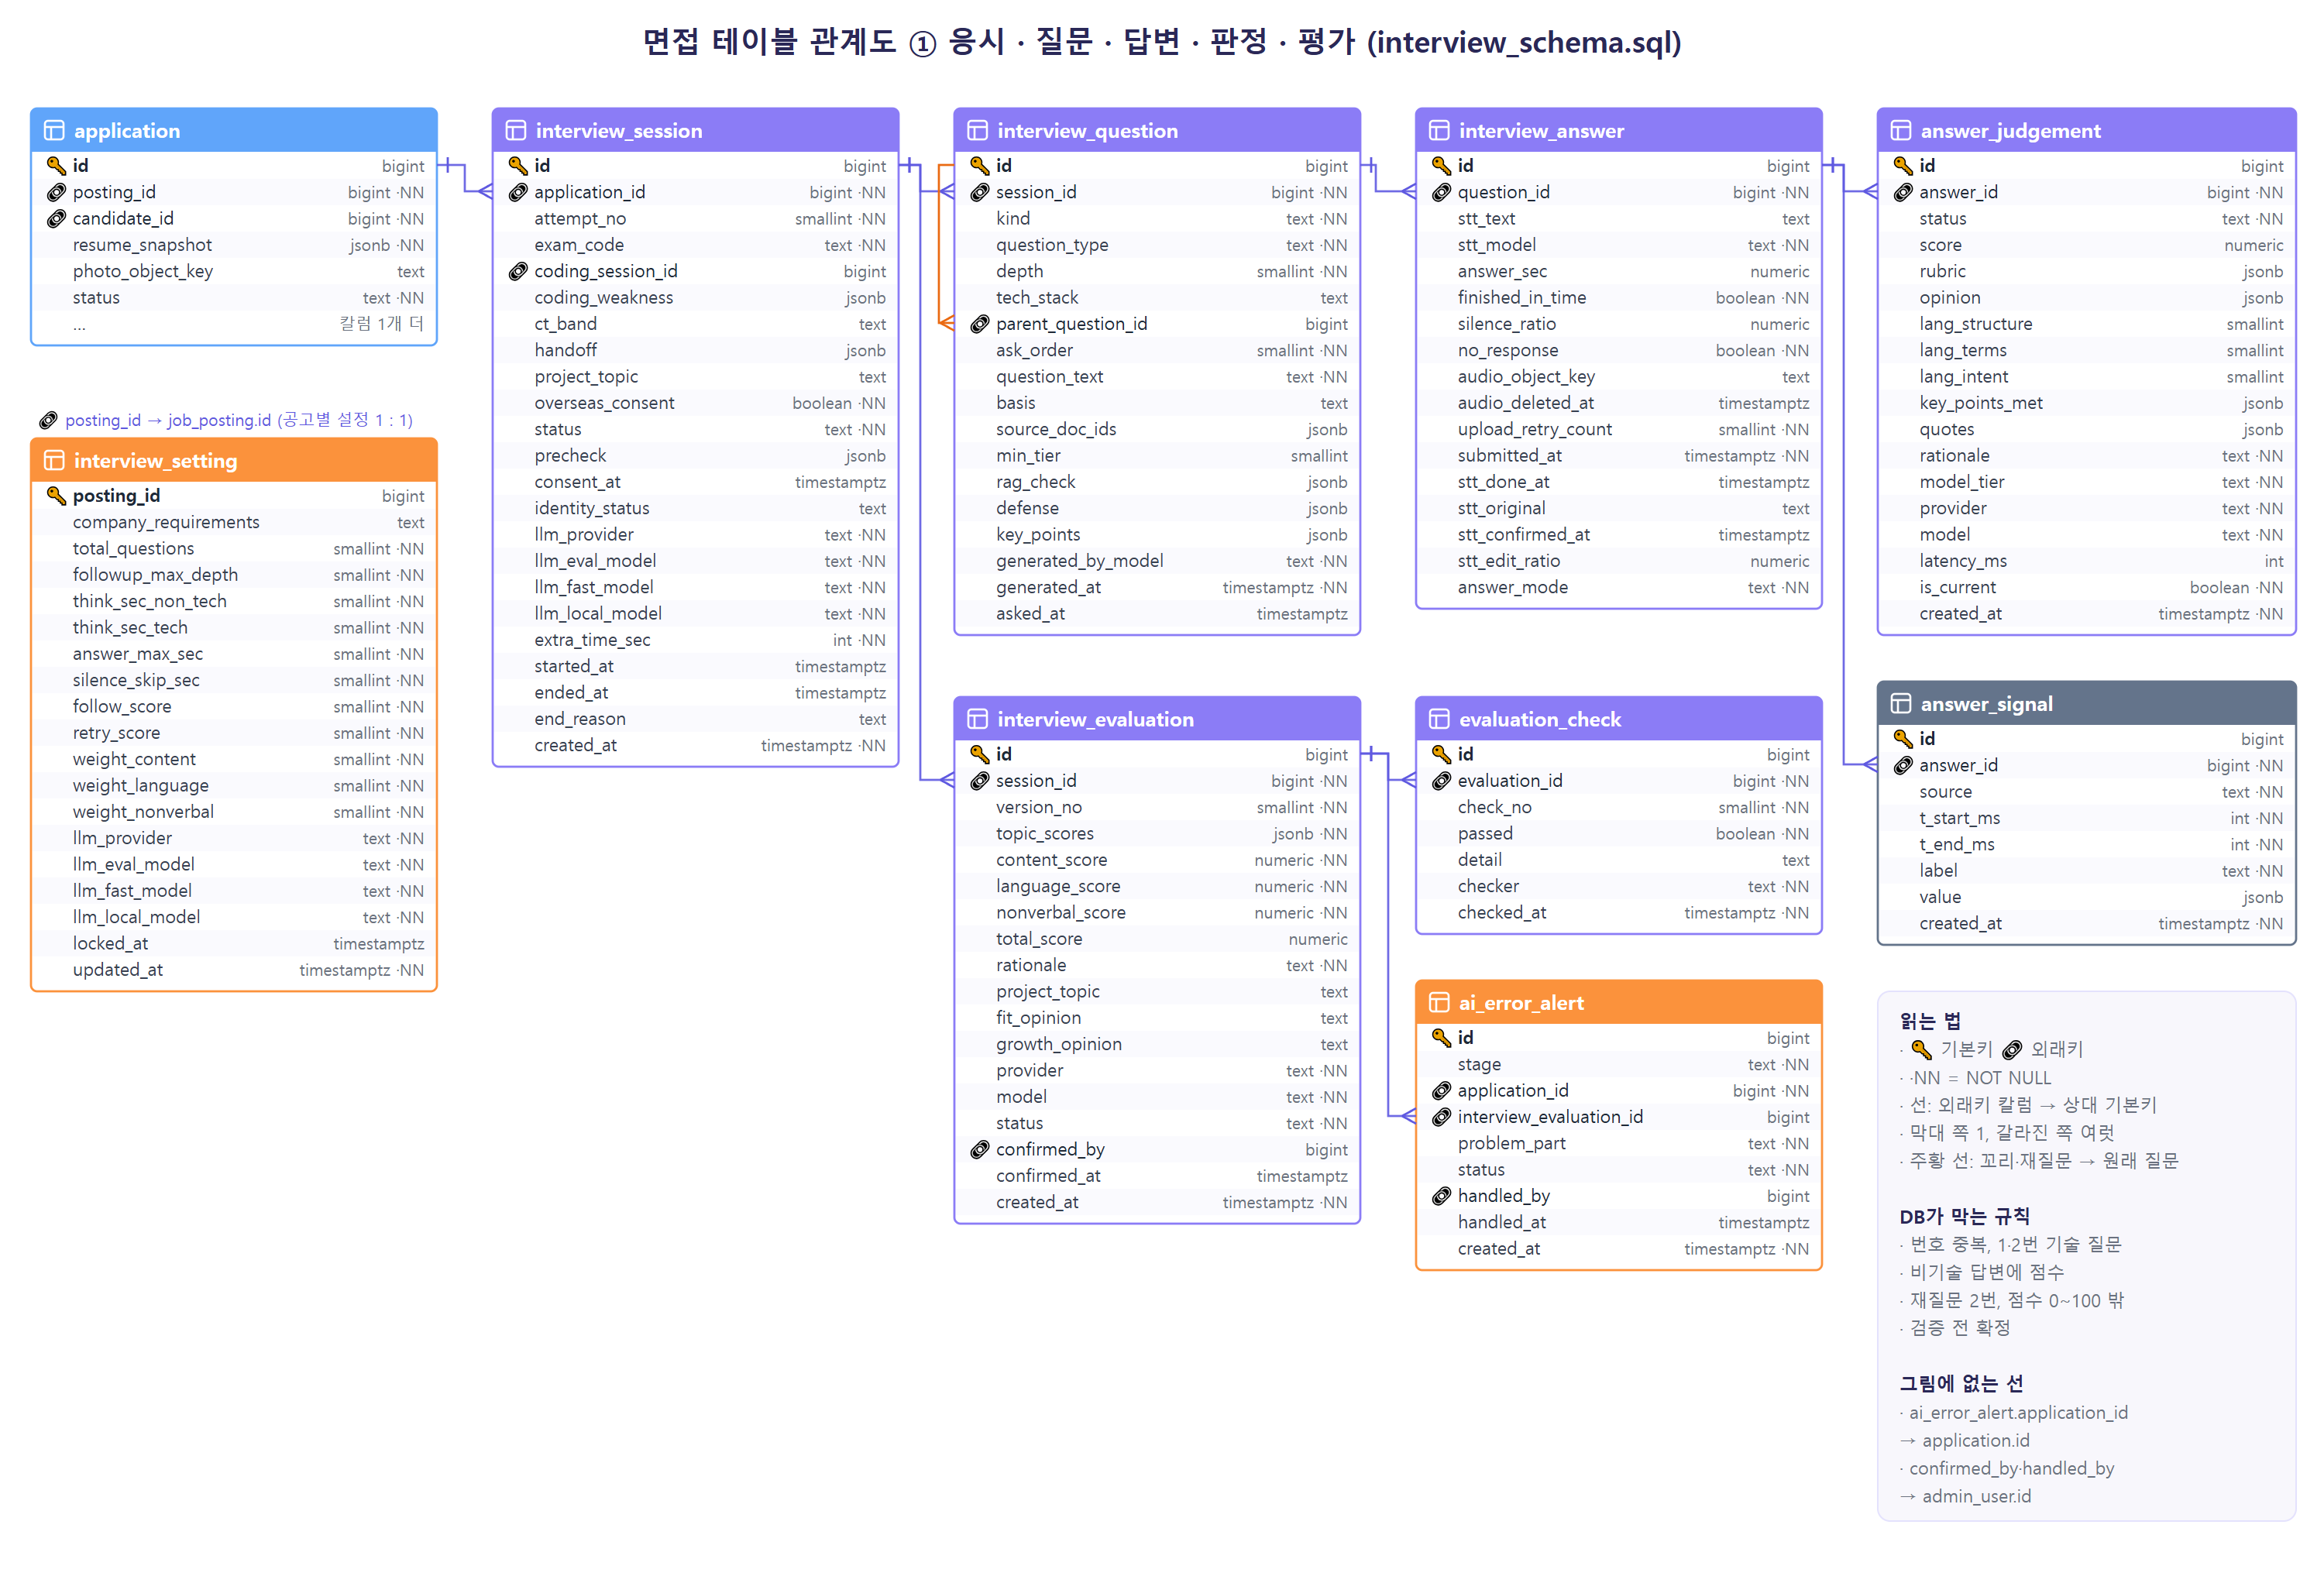 면접 테이블 관계도 ① 응시 · 질문 · 답변 · 판정 · 평가 (interview_schema.sql)
application
id bigint
posting_id bigint ·NN
candidate_id bigint ·NN
resume_snapshot jsonb ·NN
photo_object_key text
status text ·NN
... 칼럼 1개 더
posting_id → job_posting.id (공고별 설정 1 : 1)
interview_setting
posting_id bigint
company_requirements text
total_questions smallint ·NN
followup_max_depth smallint ·NN
think_sec_non_tech smallint ·NN
think_sec_tech smallint ·NN
answer_max_sec smallint ·NN
silence_skip_sec smallint ·NN
follow_score smallint ·NN
retry_score smallint ·NN
weight_content smallint ·NN
weight_language smallint ·NN
weight_nonverbal smallint ·NN
llm_provider text ·NN
llm_eval_model text ·NN
llm_fast_model text ·NN
llm_local_model text ·NN
locked_at timestamptz
updated_at timestamptz ·NN
interview_session
id bigint
application_id bigint ·NN
attempt_no smallint ·NN
exam_code text ·NN
coding_session_id bigint
coding_weakness jsonb
ct_band text
handoff jsonb
project_topic text
overseas_consent boolean ·NN
status text ·NN
precheck jsonb
consent_at timestamptz
identity_status text
llm_provider text ·NN
llm_eval_model text ·NN
llm_fast_model text ·NN
llm_local_model text ·NN
extra_time_sec int ·NN
started_at timestamptz
ended_at timestamptz
end_reason text
created_at timestamptz ·NN
interview_question
id bigint
session_id bigint ·NN
kind text ·NN
question_type text ·NN
depth smallint ·NN
tech_stack text
parent_question_id bigint
ask_order smallint ·NN
question_text text ·NN
basis text
source_doc_ids jsonb
min_tier smallint
rag_check jsonb
defense jsonb
key_points jsonb
generated_by_model text ·NN
generated_at timestamptz ·NN
asked_at timestamptz
interview_evaluation
id bigint
session_id bigint ·NN
version_no smallint ·NN
topic_scores jsonb ·NN
content_score numeric ·NN
language_score numeric ·NN
nonverbal_score numeric ·NN
total_score numeric
rationale text ·NN
project_topic text
fit_opinion text
growth_opinion text
provider text ·NN
model text ·NN
status text ·NN
confirmed_by bigint
confirmed_at timestamptz
created_at timestamptz ·NN
interview_answer
id bigint
question_id bigint ·NN
stt_text text
stt_model text ·NN
answer_sec numeric
finished_in_time boolean ·NN
silence_ratio numeric
no_response boolean ·NN
audio_object_key text
audio_deleted_at timestamptz
upload_retry_count smallint ·NN
submitted_at timestamptz ·NN
stt_done_at timestamptz
stt_original text
stt_confirmed_at timestamptz
stt_edit_ratio numeric
answer_mode text ·NN
evaluation_check
id bigint
evaluation_id bigint ·NN
check_no smallint ·NN
passed boolean ·NN
detail text
checker text ·NN
checked_at timestamptz ·NN
ai_error_alert
id bigint
stage text ·NN
application_id bigint ·NN
interview_evaluation_id bigint
problem_part text ·NN
status text ·NN
handled_by bigint
handled_at timestamptz
created_at timestamptz ·NN
answer_judgement
id bigint
answer_id bigint ·NN
status text ·NN
score numeric
rubric jsonb
opinion jsonb
lang_structure smallint
lang_terms smallint
lang_intent smallint
key_points_met jsonb
quotes jsonb
rationale text ·NN
model_tier text ·NN
provider text ·NN
model text ·NN
latency_ms int
is_current boolean ·NN
created_at timestamptz ·NN
answer_signal
id bigint
answer_id bigint ·NN
source text ·NN
t_start_ms int ·NN
t_end_ms int ·NN
label text ·NN
value jsonb
created_at timestamptz ·NN
읽는 법
· 🔑 기본키 🔗 외래키
· ·NN = NOT NULL
· 선: 외래키 칼럼 → 상대 기본키
· 막대 쪽 1, 갈라진 쪽 여럿
· 주황 선: 꼬리·재질문 → 원래 질문
DB가 막는 규칙
· 번호 중복, 1·2번 기술 질문
· 비기술 답변에 점수
· 재질문 2번, 점수 0~100 밖
· 검증 전 확정
그림에 없는 선
· ai_error_alert.application_id
→ application.id
· confirmed_by·handled_by
→ admin_user.id